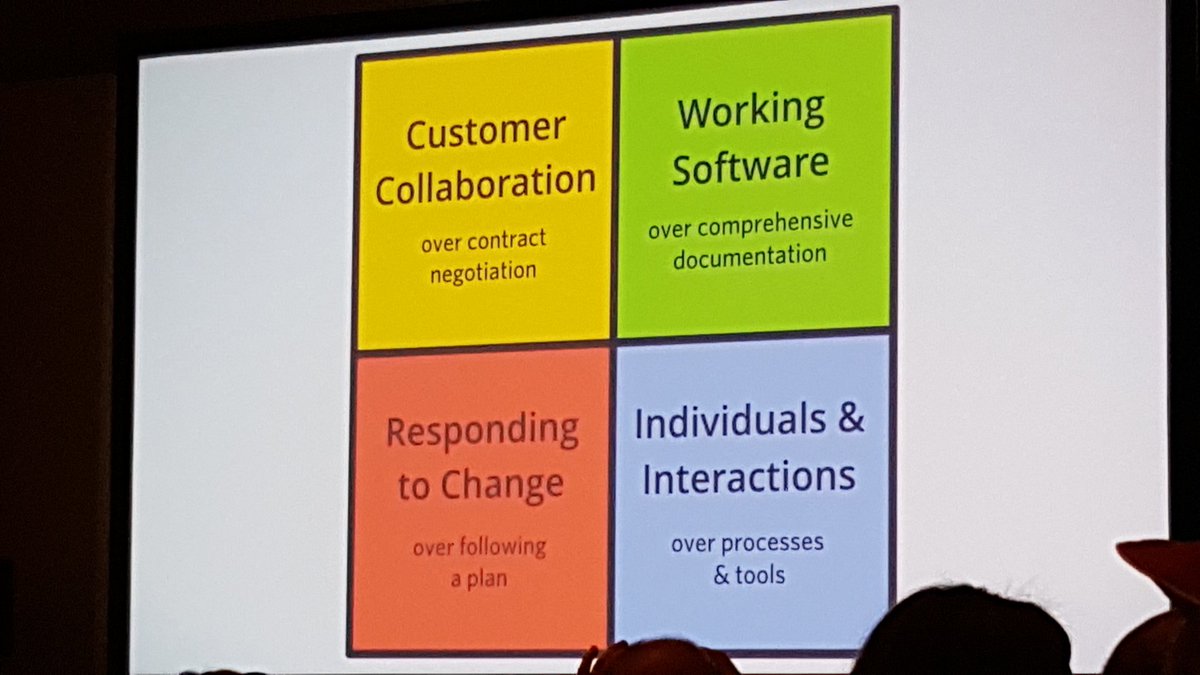 Customer
Collaboration
over contract
negotiation
Working
Software
over comprehensive
documentation
Responding
to Change
over following
a plan
Individuals &
Interactions
over processes
& tools